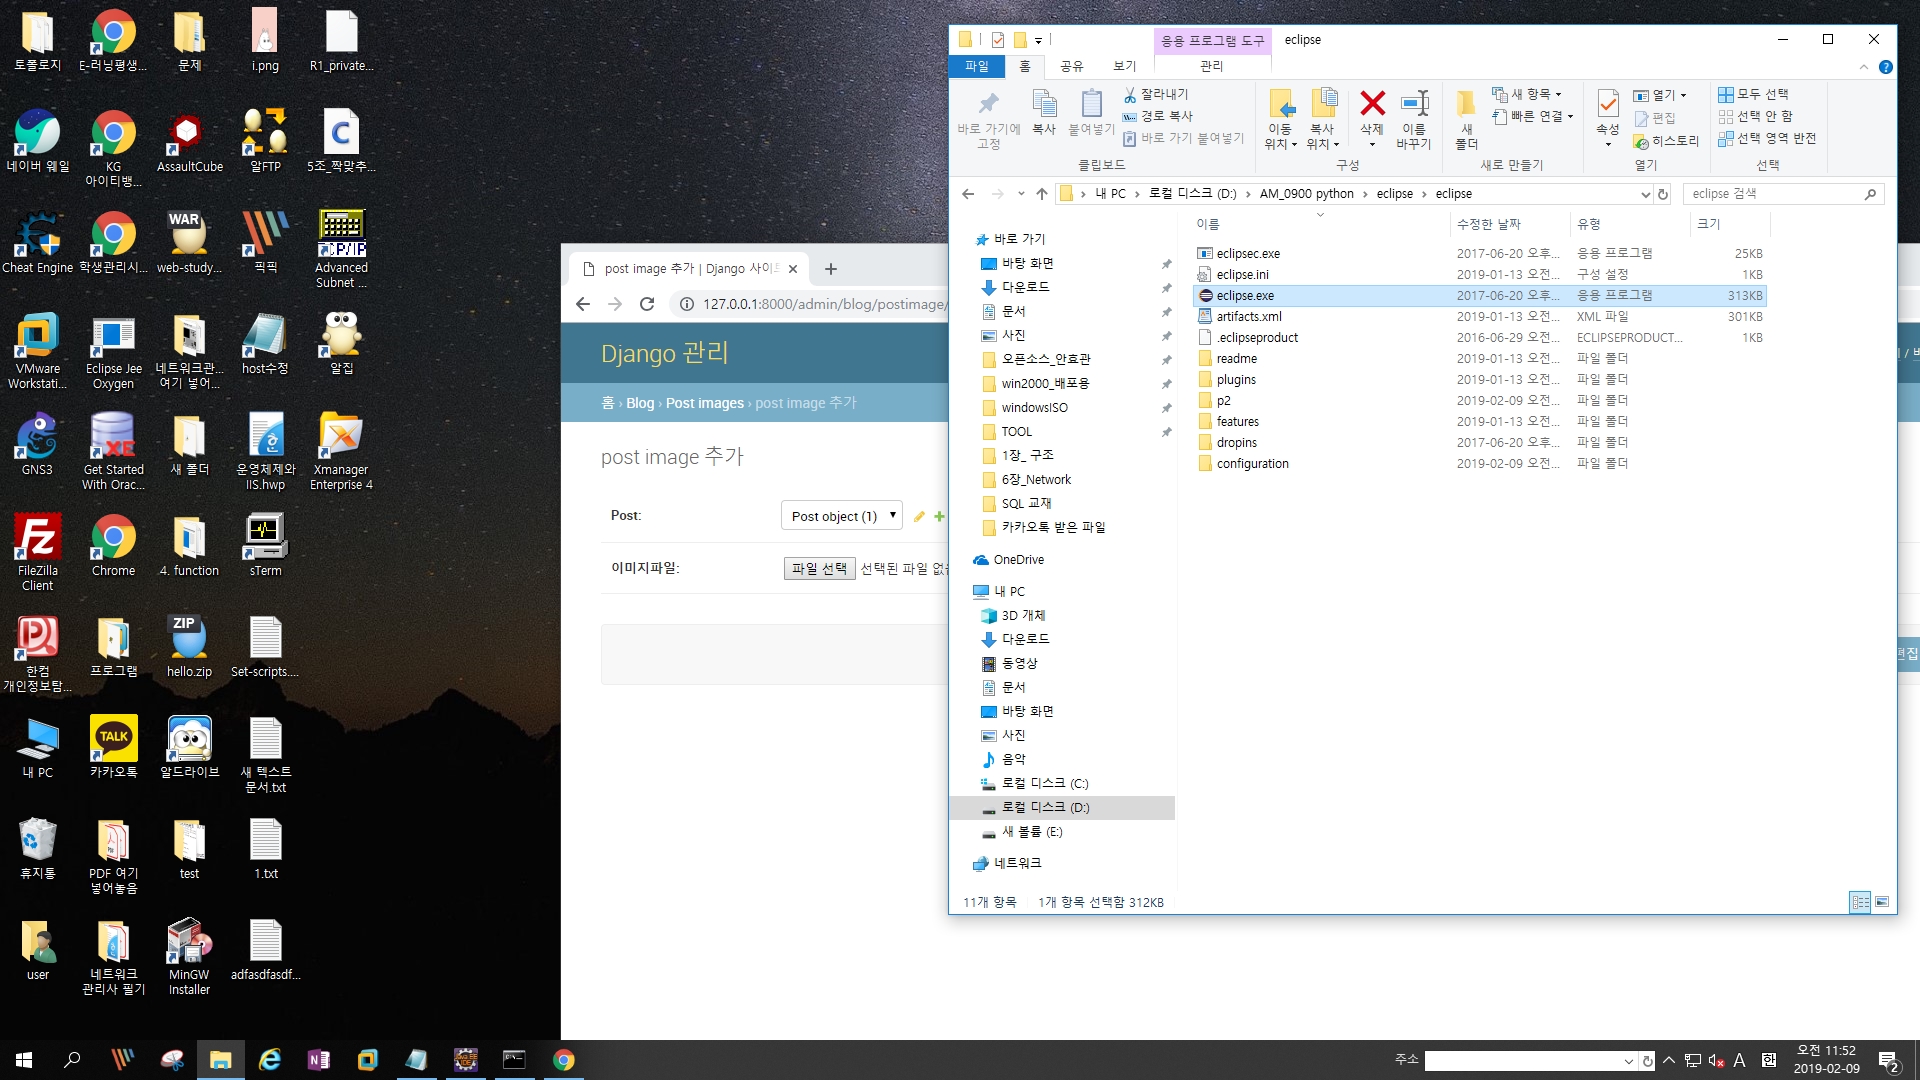 토폴로지
E-러닝평생...
문제
i.png
R1_private...
네이버 웨일
KG
아이티뱅...
AssaultCube
알FTP
5조_짝맞추...
Cheat Engine
학생관리시...
WAR
web-study...
픽픽
Advanced
Subnet ...
VMware
Workstati...
Eclipse Jee
Oxygen
네트워크관...
여기 넣어...
host수정
알집
GNS3
Get Started
With Orac...
새 폴더
운영체제와
IIS.hwp
Xmanager
Enterprise 4
FileZilla
Client
Chrome
.4. function
sTerm
한컴
개인정보탐...
프로그램
ZIP
hello.zip
Set-scripts....
내 PC
TALK
카카오톡
알드라이브
새 텍스트
문서.txt
휴지통
PDF 여기
넣어놓음
test
1.txt
user
네트워크
관리사 필기
MinGW
Installer
adfasdfasdf...
post image 추가 | Django 사이트
127.0.0.1:8000/admin/blog/postimage/
Django 관리
홈 › Blog › Post images › post image 추가
post image 추가
Post:
Post object (1)
이미지파일:
파일 선택 선택된 파일 없
응용 프로그램 도구
eclipse
파일
홈
공유
보기
관리
바로 가기에
고정
복사
붙여넣기
잘라내기
경로 복사
바로 가기 붙여넣기
클립보드
이동
위치
복사
위치
삭제
이름
바꾸기
구성
새
폴더
새 항목
빠른 연결
새로 만들기
속성
열기
편집
히스토리
열기
모두 선택
선택 안 함
선택 영역 반전
선택
내 PC › 로컬 디스크 (D:) › AM_0900 python › eclipse › eclipse
eclipse 검색
이름
수정한 날짜
유형
크기
eclipsec.exe 2017-06-20 오후... 응용 프로그램 25KB
eclipse.ini 2019-01-13 오전... 구성 설정 1KB
eclipse.exe 2017-06-20 오후... 응용 프로그램 313KB
artifacts.xml 2019-01-13 오전... XML 파일 301KB
.eclipseproduct 2016-06-29 오전... ECLIPSEPRODUCT... 1KB
readme 2019-01-13 오전... 파일 폴더
plugins 2019-01-13 오전... 파일 폴더
p2 2019-02-09 오전... 파일 폴더
features 2019-01-13 오전... 파일 폴더
dropins 2017-06-20 오후... 파일 폴더
configuration 2019-02-09 오전... 파일 폴더
바로 가기
바탕 화면
다운로드
문서
사진
오픈소스_안효관
win2000_배포용
windowsISO
TOOL
1장_ 구조
6장_Network
SQL 교재
카카오톡 받은 파일
OneDrive
내 PC
3D 개체
다운로드
동영상
문서
바탕 화면
사진
음악
로컬 디스크 (C:)
로컬 디스크 (D:)
새 볼륨 (E:)
네트워크
11개 항목
1개 항목 선택함 312KB
편집
주소
A
한
오전 11:52
2019-02-09
2